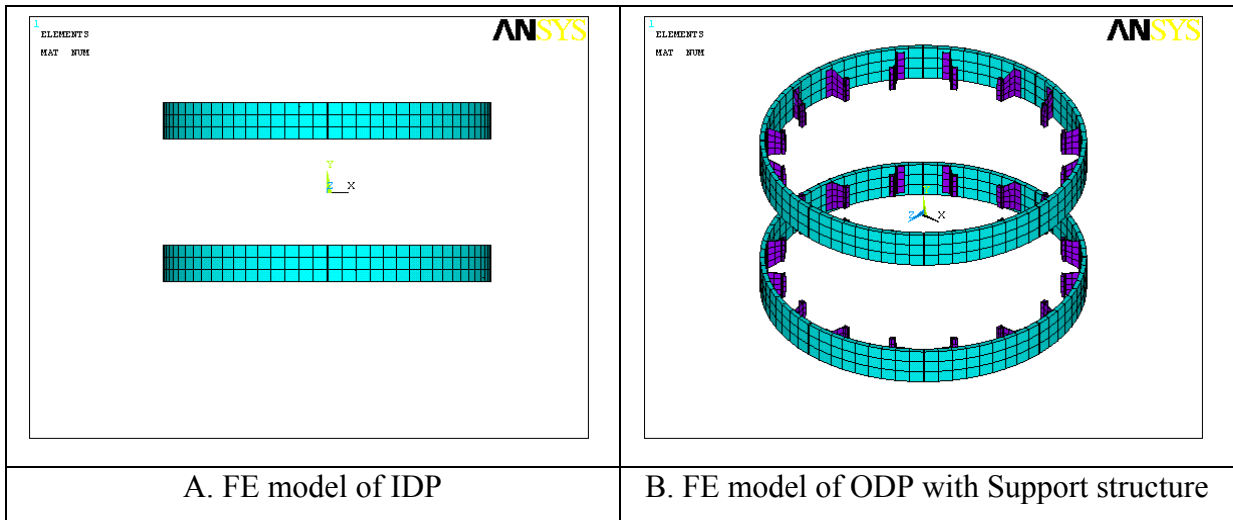 1
ELEMENTS
MAT NUM
ANSYS
Y
Z X
A. FE model of IDP
1
ELEMENTS
MAT NUM
ANSYS
Y
Z X
B. FE model of ODP with Support structure